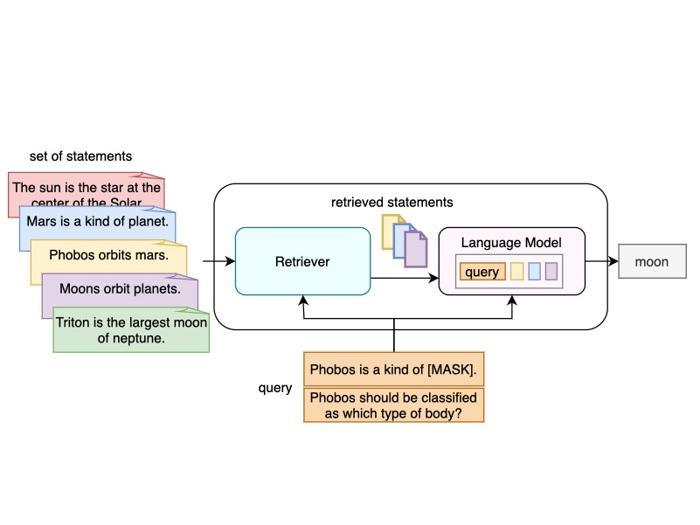 set of statements
The sun is the star at the
center of the Solar
Mars is a kind of planet.
Phobos orbits mars.
Moons orbit planets.
Triton is the largest moon
of neptune.
retrieved statements
Retriever
Language Model
query
moon
query
Phobos is a kind of [MASK].
Phobos should be classified
as which type of body?